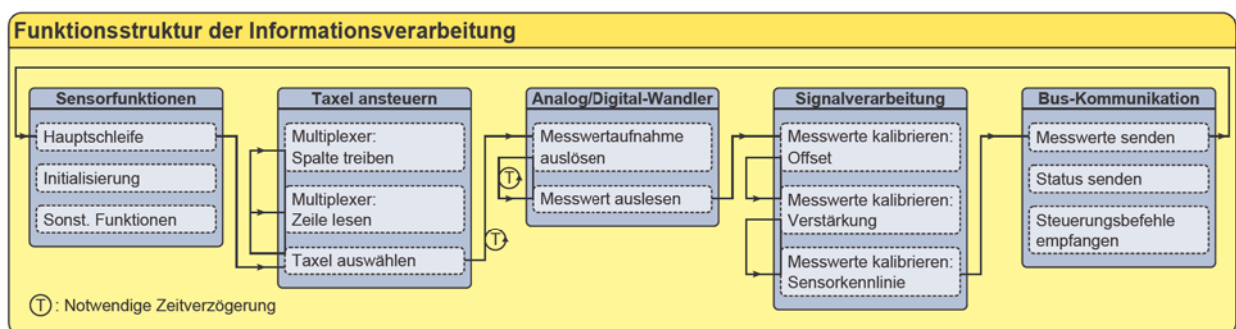 Funktionsstruktur der Informationsverarbeitung
Sensorfunktionen
Hauptschleife
Initialisierung
Sonst. Funktionen
Taxel ansteuern
Multiplexer:
Spalte treiben
Multiplexer:
Zeile lesen
Taxel auswählen
T
Analog/Digital-Wandler
Messwertaufnahme
auslösen
T
Messwert auslesen
Signalverarbeitung
Messwerte kalibrieren:
Offset
Messwerte kalibrieren:
Verstärkung
Messwerte kalibrieren:
Sensorkennlinie
Bus-Kommunikation
Messwerte senden
Status senden
Steuerungsbefehle
empfangen
T : Notwendige Zeitverzögerung